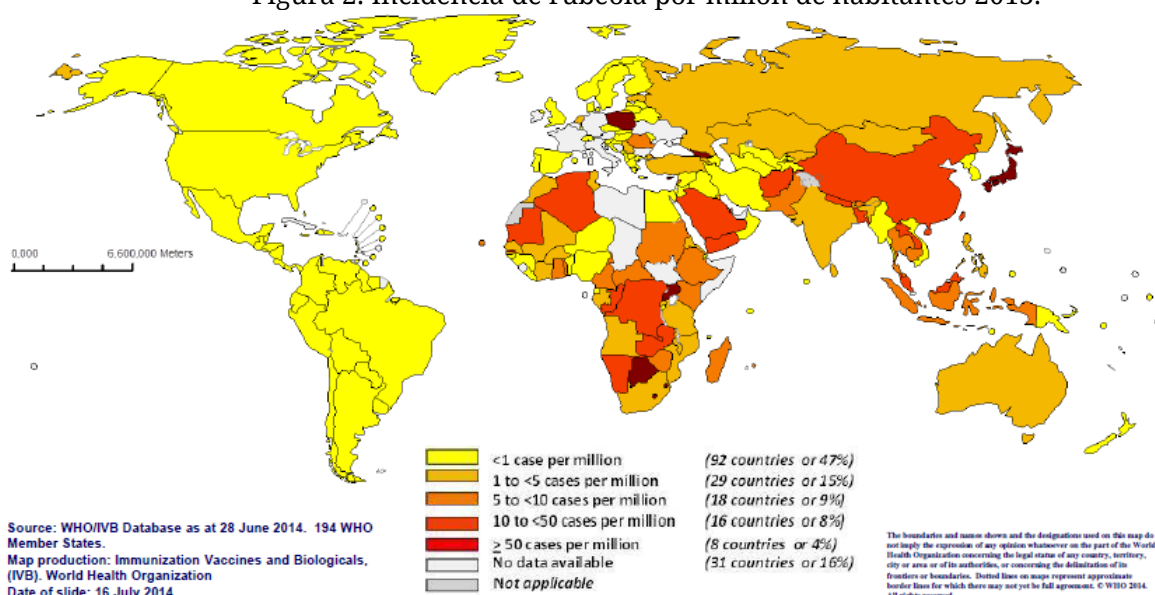 Figura 2. Incidencia de rubeola por millón de habitantes 2013.
0,000 6,600,000 Meters
<1 case per million (92 countries or 47%)
1 to <5 cases per million (29 countries or 15%)
5 to <10 cases per million (18 countries or 9%)
10 to <50 cases per million (16 countries or 8%)
≥ 50 cases per million (8 countries or 4%)
No data available (31 countries or 16%)
Not applicable
Source: WHO/IVB Database as at 28 June 2014. 194 WHO
Member States.
Map production: Immunization Vaccines and Biologicals,
(IVB). World Health Organization
Date of slide: 16 July 2014
The boundaries and names shown and the designations used on this map do
not imply the expression of any opinion whatsoever on the part of the World
Health Organization concerning the legal status of any country, territory,
city or area or of its authorities, or concerning the delimitation of its
frontiers or boundaries. Dotted lines on maps represent approximate
border lines for which there may not yet be full agreement. © WHO 2014.
All rights reserved